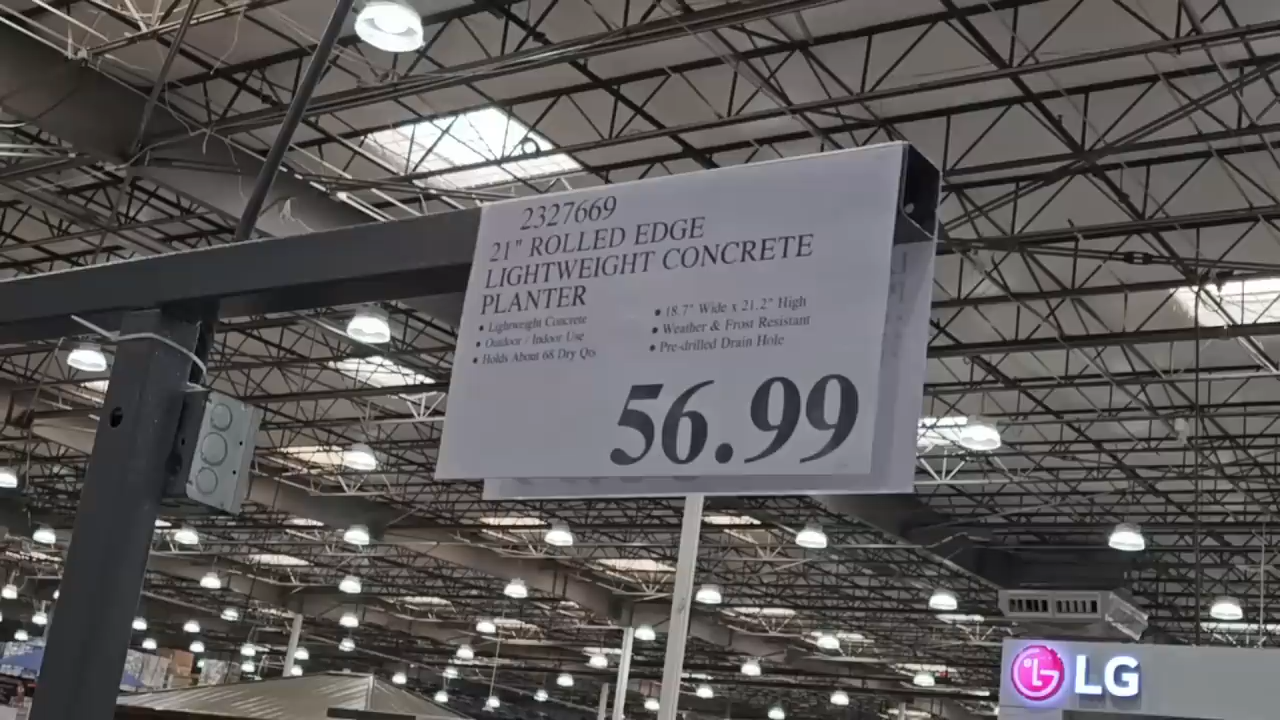 2327669
21" ROLLED EDGE
LIGHTWEIGHT CONCRETE
PLANTER
• Lightweight Concrete
• Outdoor / Indoor Use
• Holds About 68 Dry Qts
• 18.7" Wide x 21.2" High
• Weather & Frost Resistant
• Pre-drilled Drain Hole
56.99
LG